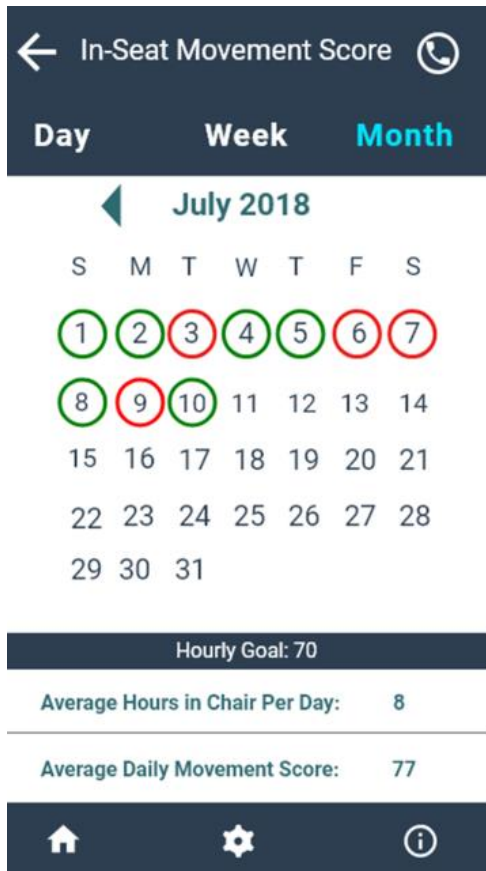 In-Seat Movement Score
Day Week Month
July 2018
S M T W T F S
1 2 3 4 5 6 7
8 9 10 11 12 13 14
15 16 17 18 19 20 21
22 23 24 25 26 27 28
29 30 31
Hourly Goal: 70
Average Hours in Chair Per Day: 8
Average Daily Movement Score: 77